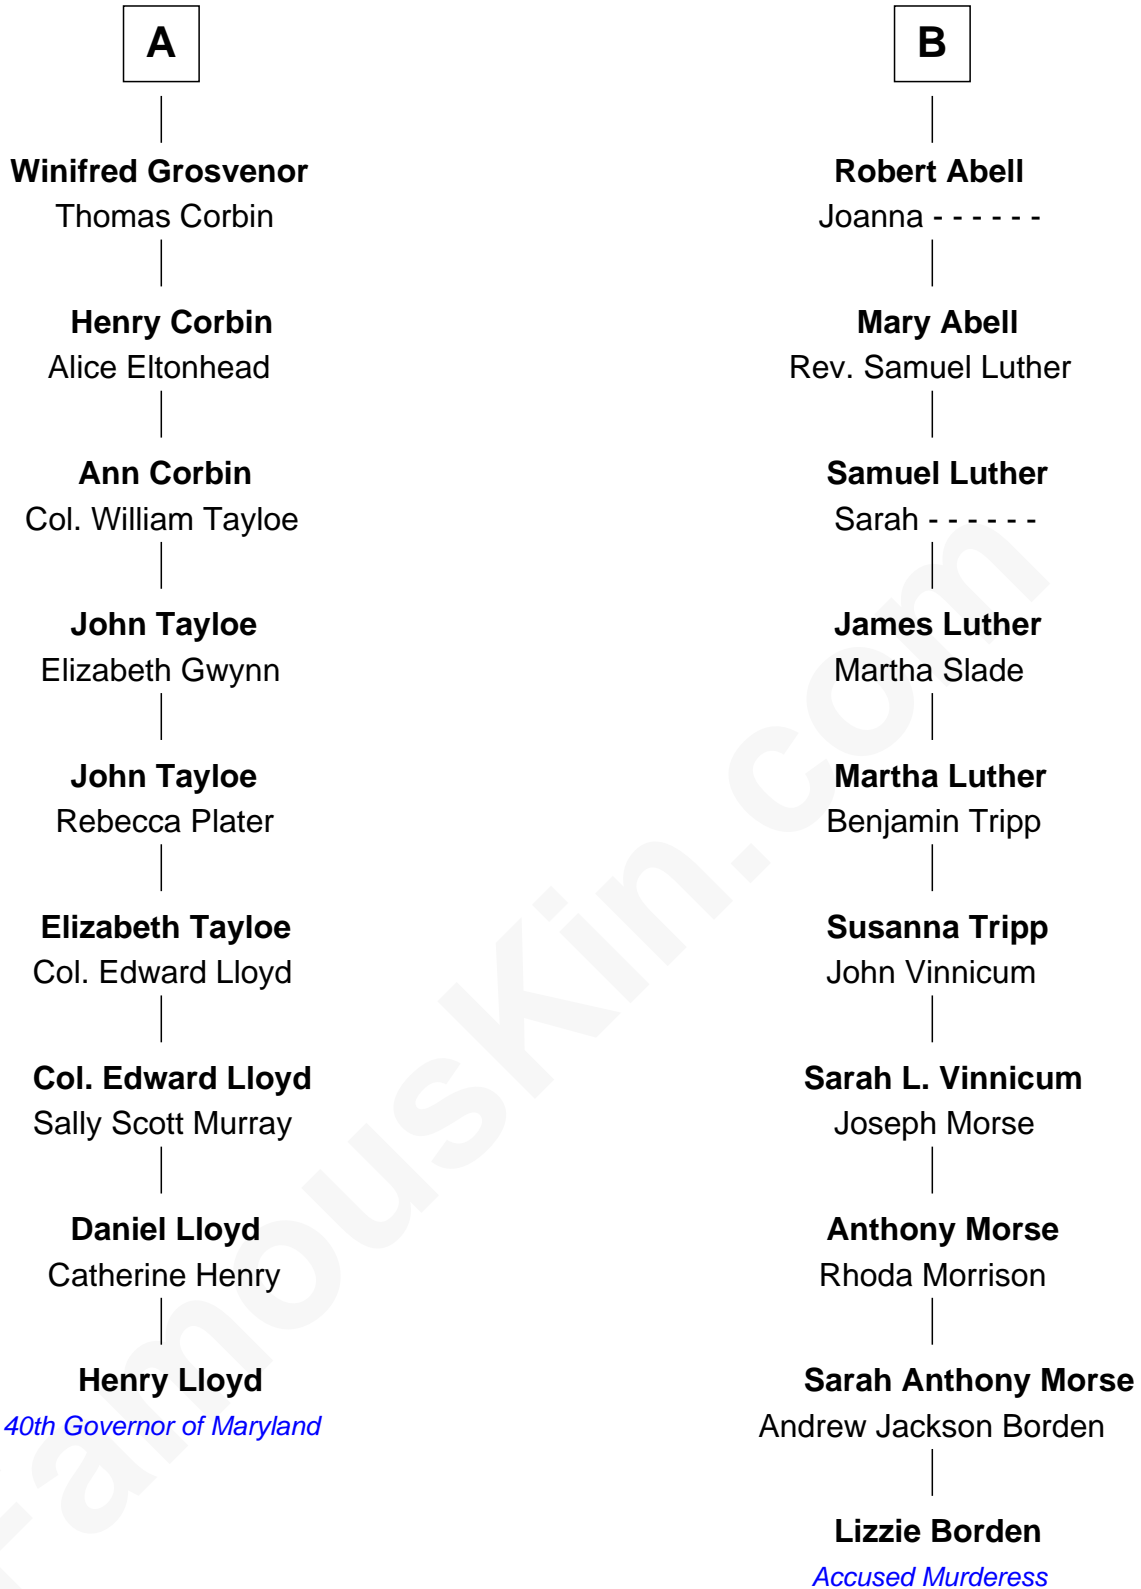 A
Winifred Grosvenor
Thomas Corbin
Henry Corbin
Alice Eltonhead
Ann Corbin
Col. William Tayloe
John Tayloe
Elizabeth Gwynn
John Tayloe
Rebecca Plater
Elizabeth Tayloe
Col. Edward Lloyd
Col. Edward Lloyd
Sally Scott Murray
Daniel Lloyd
Catherine Henry
Henry Lloyd
40th Governor of Maryland
B
Robert Abell
Joanna - - - - - -
Mary Abell
Rev. Samuel Luther
Samuel Luther
Sarah - - - - - -
James Luther
Martha Slade
Martha Luther
Benjamin Tripp
Susanna Tripp
John Vinnicum
Sarah L. Vinnicum
Joseph Morse
Anthony Morse
Rhoda Morrison
Sarah Anthony Morse
Andrew Jackson Borden
Lizzie Borden
Accused Murderess
FamousKin.com